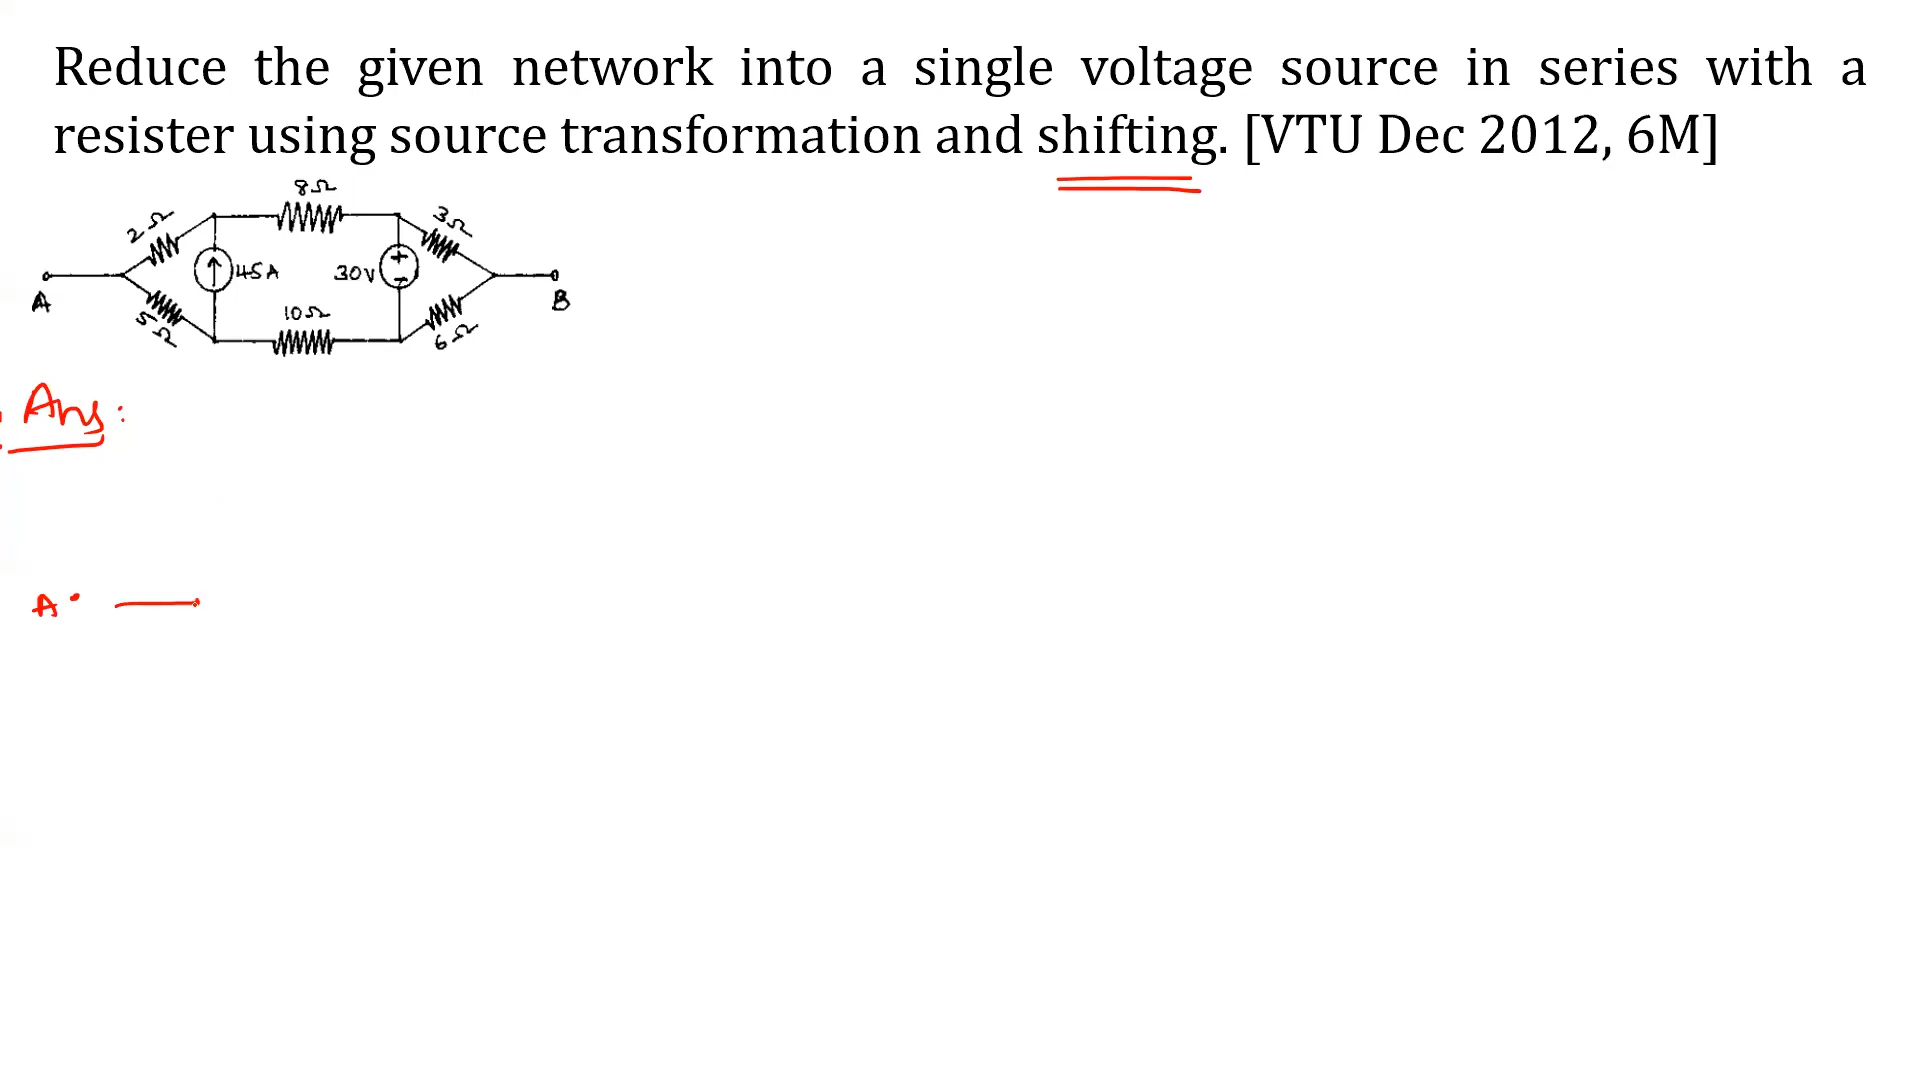 Reduce the given network into a single voltage source in series with a
resister using source transformation and shifting. [VTU Dec 2012, 6M]
8Ω
2Ω
3Ω
45A
30V
+
-
A
B
5Ω
10Ω
6Ω
Ans:
A